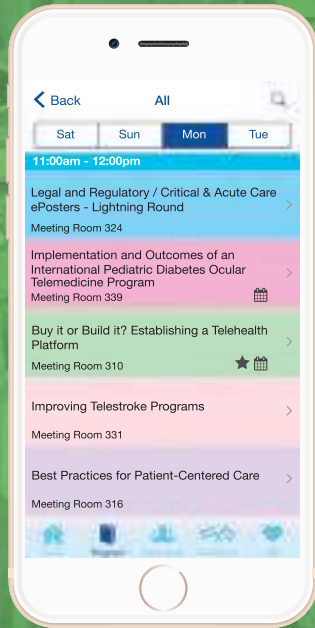 Back
All
Sat
Sun
Mon
Tue
11:00am - 12:00pm
Legal and Regulatory / Critical & Acute Care
ePosters - Lightning Round
Meeting Room 324
Implementation and Outcomes of an
International Pediatric Diabetes Ocular
Telemedicine Program
Meeting Room 339
Buy it or Build it? Establishing a Telehealth
Platform
Meeting Room 310
Improving Telestroke Programs
Meeting Room 331
Best Practices for Patient-Centered Care
Meeting Room 316